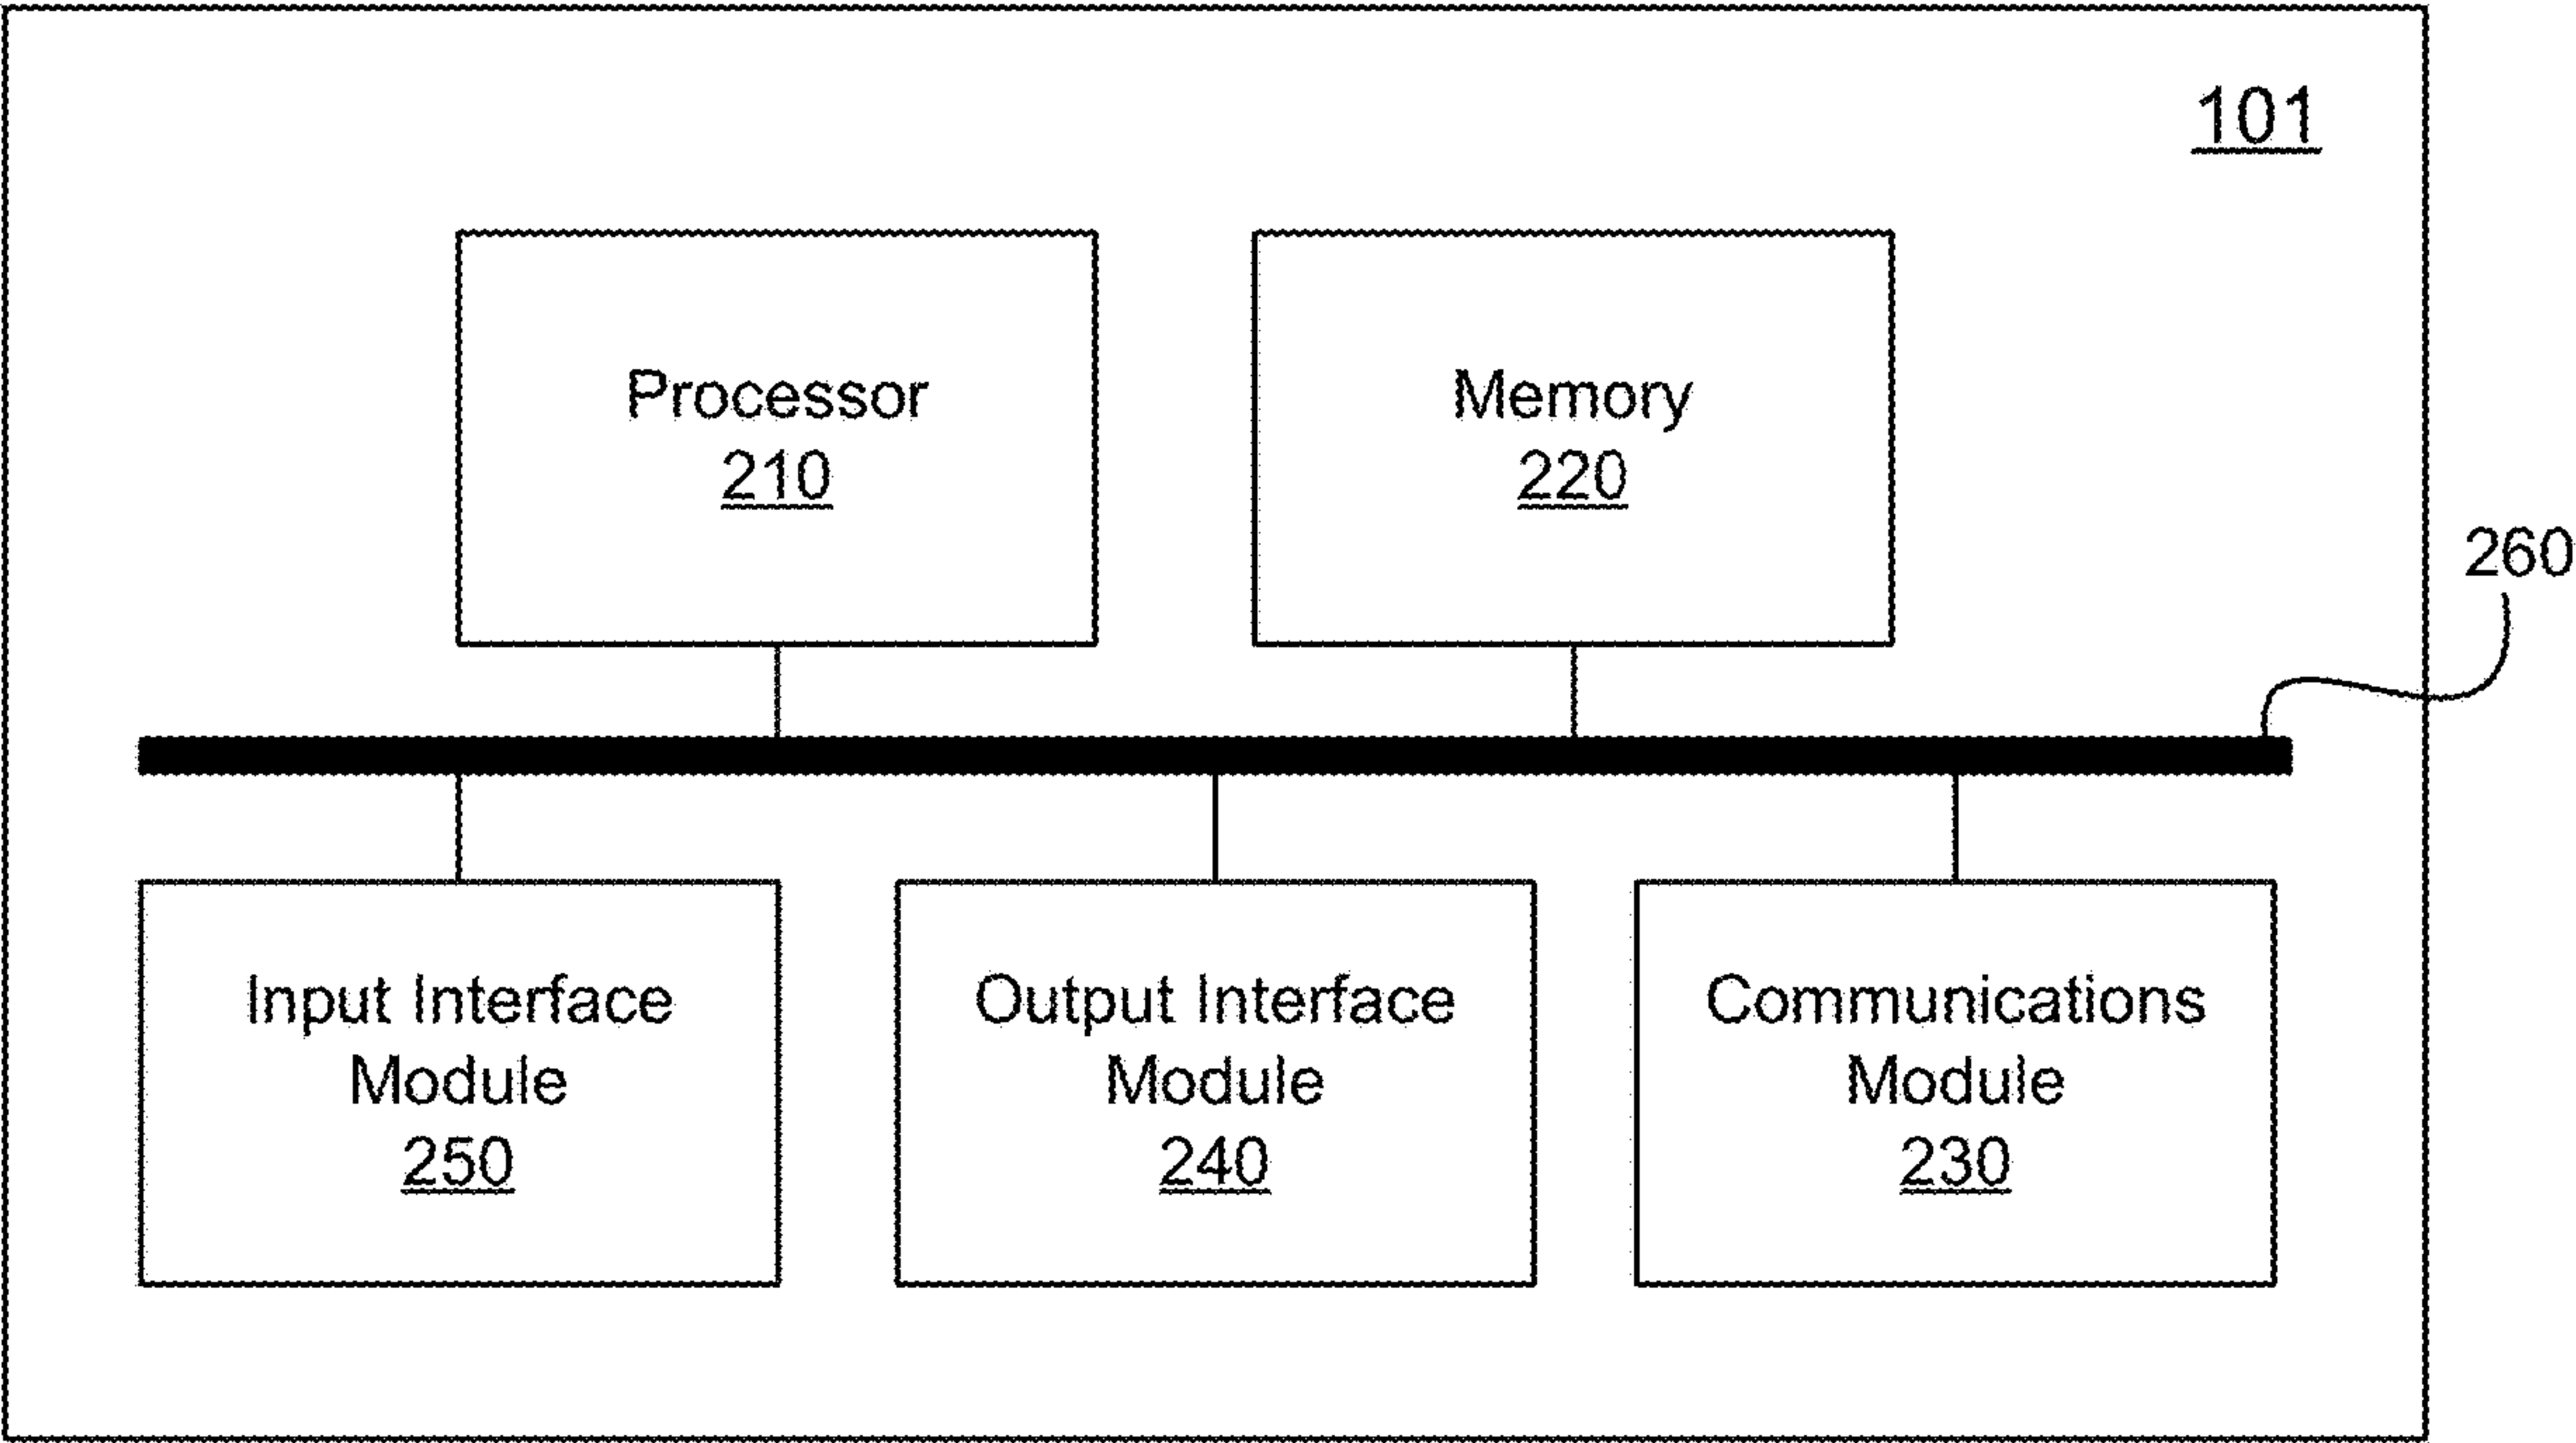 101
Processor
210
Memory
220
260
Input Interface
Module
250
Output Interface
Module
240
Communications
Module
230